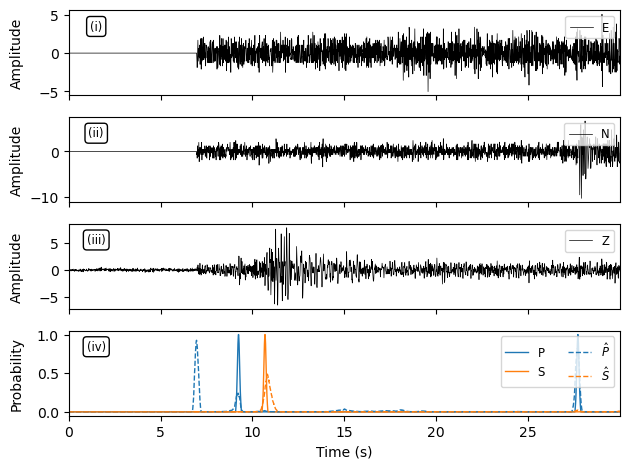 5
0
−5
Amplitude
(i)
E
0
−10
Amplitude
(ii)
N
5
0
−5
Amplitude
(iii)
Z
1.0
0.5
0.0
Probability
(iv)
P P̂
S Ŝ
0 5 10 15 20 25
Time (s)